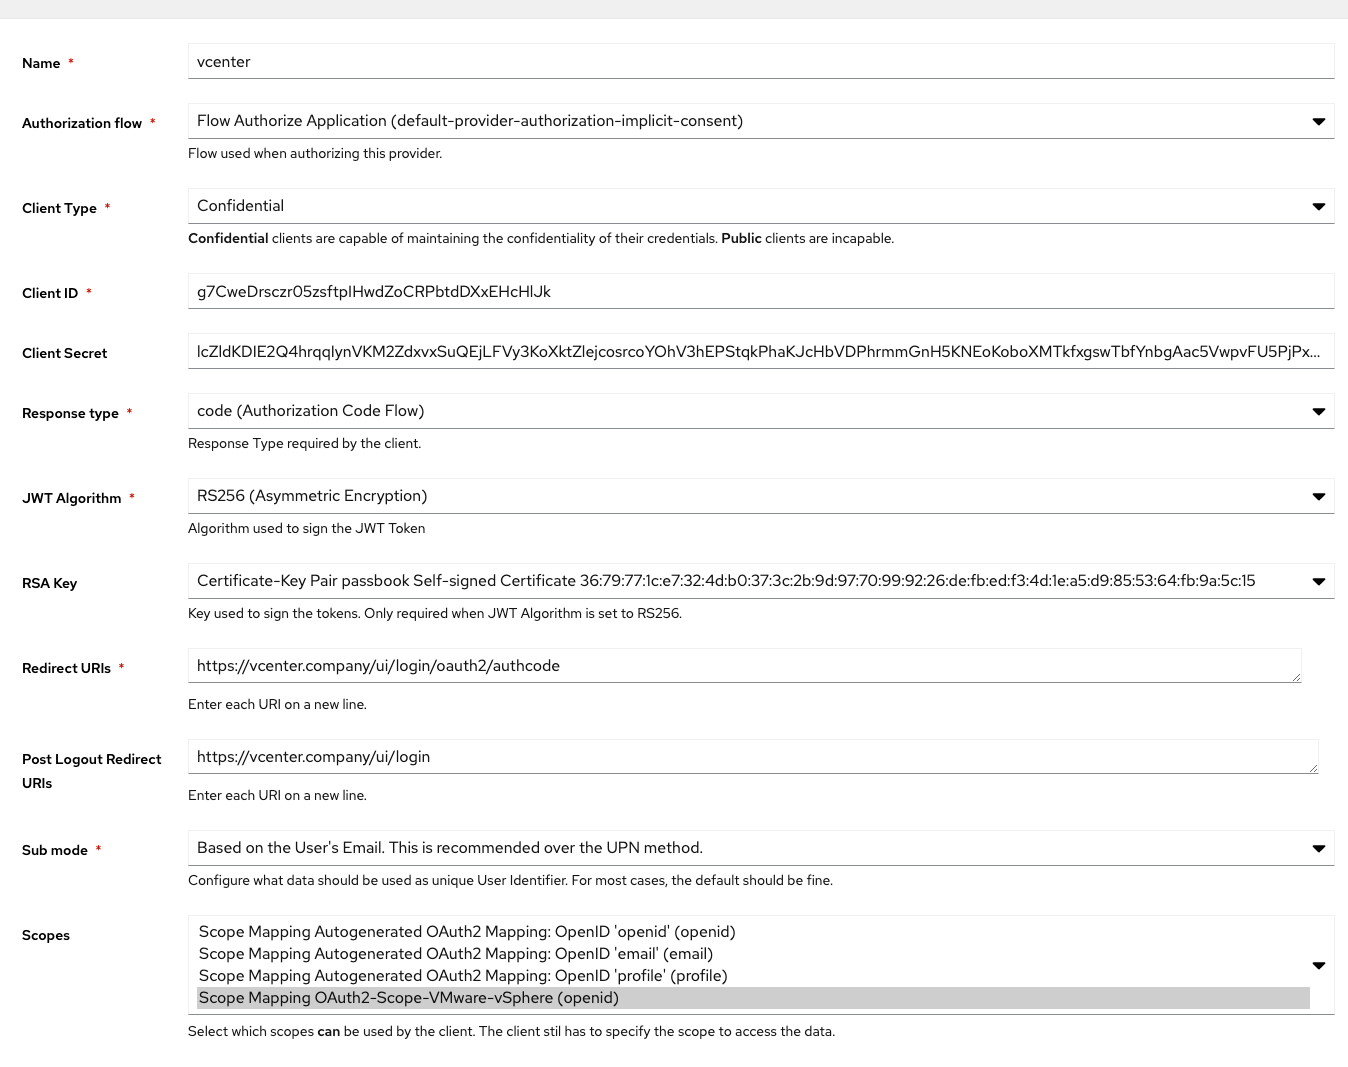 Name *
vcenter
Authorization flow *
Flow Authorize Application (default-provider-authorization-implicit-consent)
Flow used when authorizing this provider.
Client Type *
Confidential
Confidential clients are capable of maintaining the confidentiality of their credentials. Public clients are incapable.
Client ID *
g7CweDrsczr05zsftplHwdZoCRPbtdDXxEHcHlJk
Client Secret
lcZldKDIE2Q4hrqqlynVKM2ZdxvxSuQEjLFVy3KoXktZlejcosrcoYOhV3hEPStqkPhaKJcHbVDPhrmmGnH5KNEoKoboXMTkfxgswTbfYnbgAac5VwpvFU5PjPx...
Response type *
code (Authorization Code Flow)
Response Type required by the client.
JWT Algorithm *
RS256 (Asymmetric Encryption)
Algorithm used to sign the JWT Token
RSA Key
Certificate-Key Pair passbook Self-signed Certificate 36:79:77:1c:e7:32:4d:b0:37:3c:2b:9d:97:70:99:92:26:de:fb:ed:f3:4d:1e:a5:d9:85:53:64:fb:9a:5c:15
Key used to sign the tokens. Only required when JWT Algorithm is set to RS256.
Redirect URIs *
https://vcenter.company/ui/login/oauth2/authcode
Enter each URI on a new line.
Post Logout Redirect
URIs
https://vcenter.company/ui/login
Enter each URI on a new line.
Sub mode *
Based on the User's Email. This is recommended over the UPN method.
Configure what data should be used as unique User Identifier. For most cases, the default should be fine.
Scopes
Scope Mapping Autogenerated OAuth2 Mapping: OpenID 'openid' (openid)
Scope Mapping Autogenerated OAuth2 Mapping: OpenID 'email' (email)
Scope Mapping Autogenerated OAuth2 Mapping: OpenID 'profile' (profile)
Scope Mapping OAuth2-Scope-VMware-vSphere (openid)
Select which scopes can be used by the client. The client stil has to specify the scope to access the data.